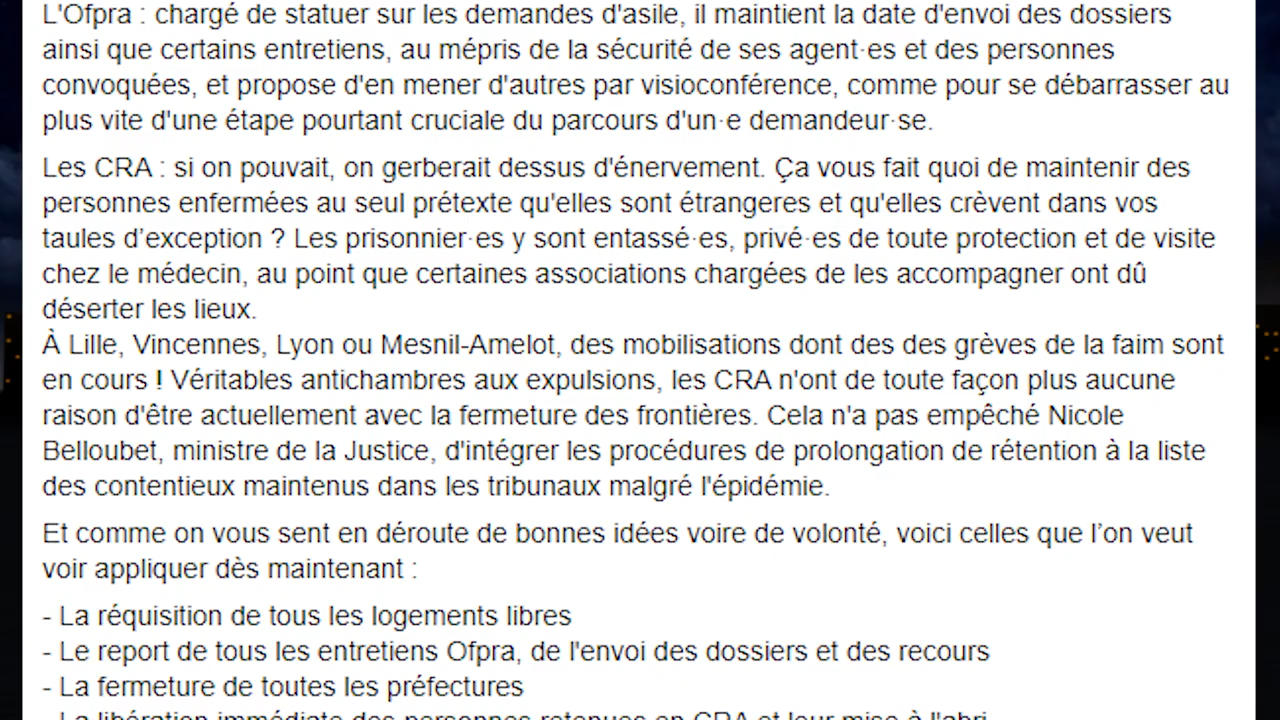 L'Ofpra : chargé de statuer sur les demandes d'asile, il maintient la date d'envoi des dossiers
ainsi que certains entretiens, au mépris de la sécurité de ses agent·es et des personnes
convoquées, et propose d'en mener d'autres par visioconférence, comme pour se débarrasser au
plus vite d'une étape pourtant cruciale du parcours d'un·e demandeur·se.
Les CRA : si on pouvait, on gerberait dessus d'énervement. Ça vous fait quoi de maintenir des
personnes enfermées au seul prétexte qu'elles sont étrangeres et qu'elles crèvent dans vos
taules d’exception ? Les prisonnier·es y sont entassé·es, privé·es de toute protection et de visite
chez le médecin, au point que certaines associations chargées de les accompagner ont dû
déserter les lieux.
À Lille, Vincennes, Lyon ou Mesnil-Amelot, des mobilisations dont des des grèves de la faim sont
en cours ! Véritables antichambres aux expulsions, les CRA n'ont de toute façon plus aucune
raison d'être actuellement avec la fermeture des frontières. Cela n'a pas empêché Nicole
Belloubet, ministre de la Justice, d'intégrer les procédures de prolongation de rétention à la liste
des contentieux maintenus dans les tribunaux malgré l'épidémie.
Et comme on vous sent en déroute de bonnes idées voire de volonté, voici celles que l’on veut
voir appliquer dès maintenant :
- La réquisition de tous les logements libres
- Le report de tous les entretiens Ofpra, de l'envoi des dossiers et des recours
- La fermeture de toutes les préfectures
- La libération immédiate des personnes retenues en CRA et leur mise à l'abri